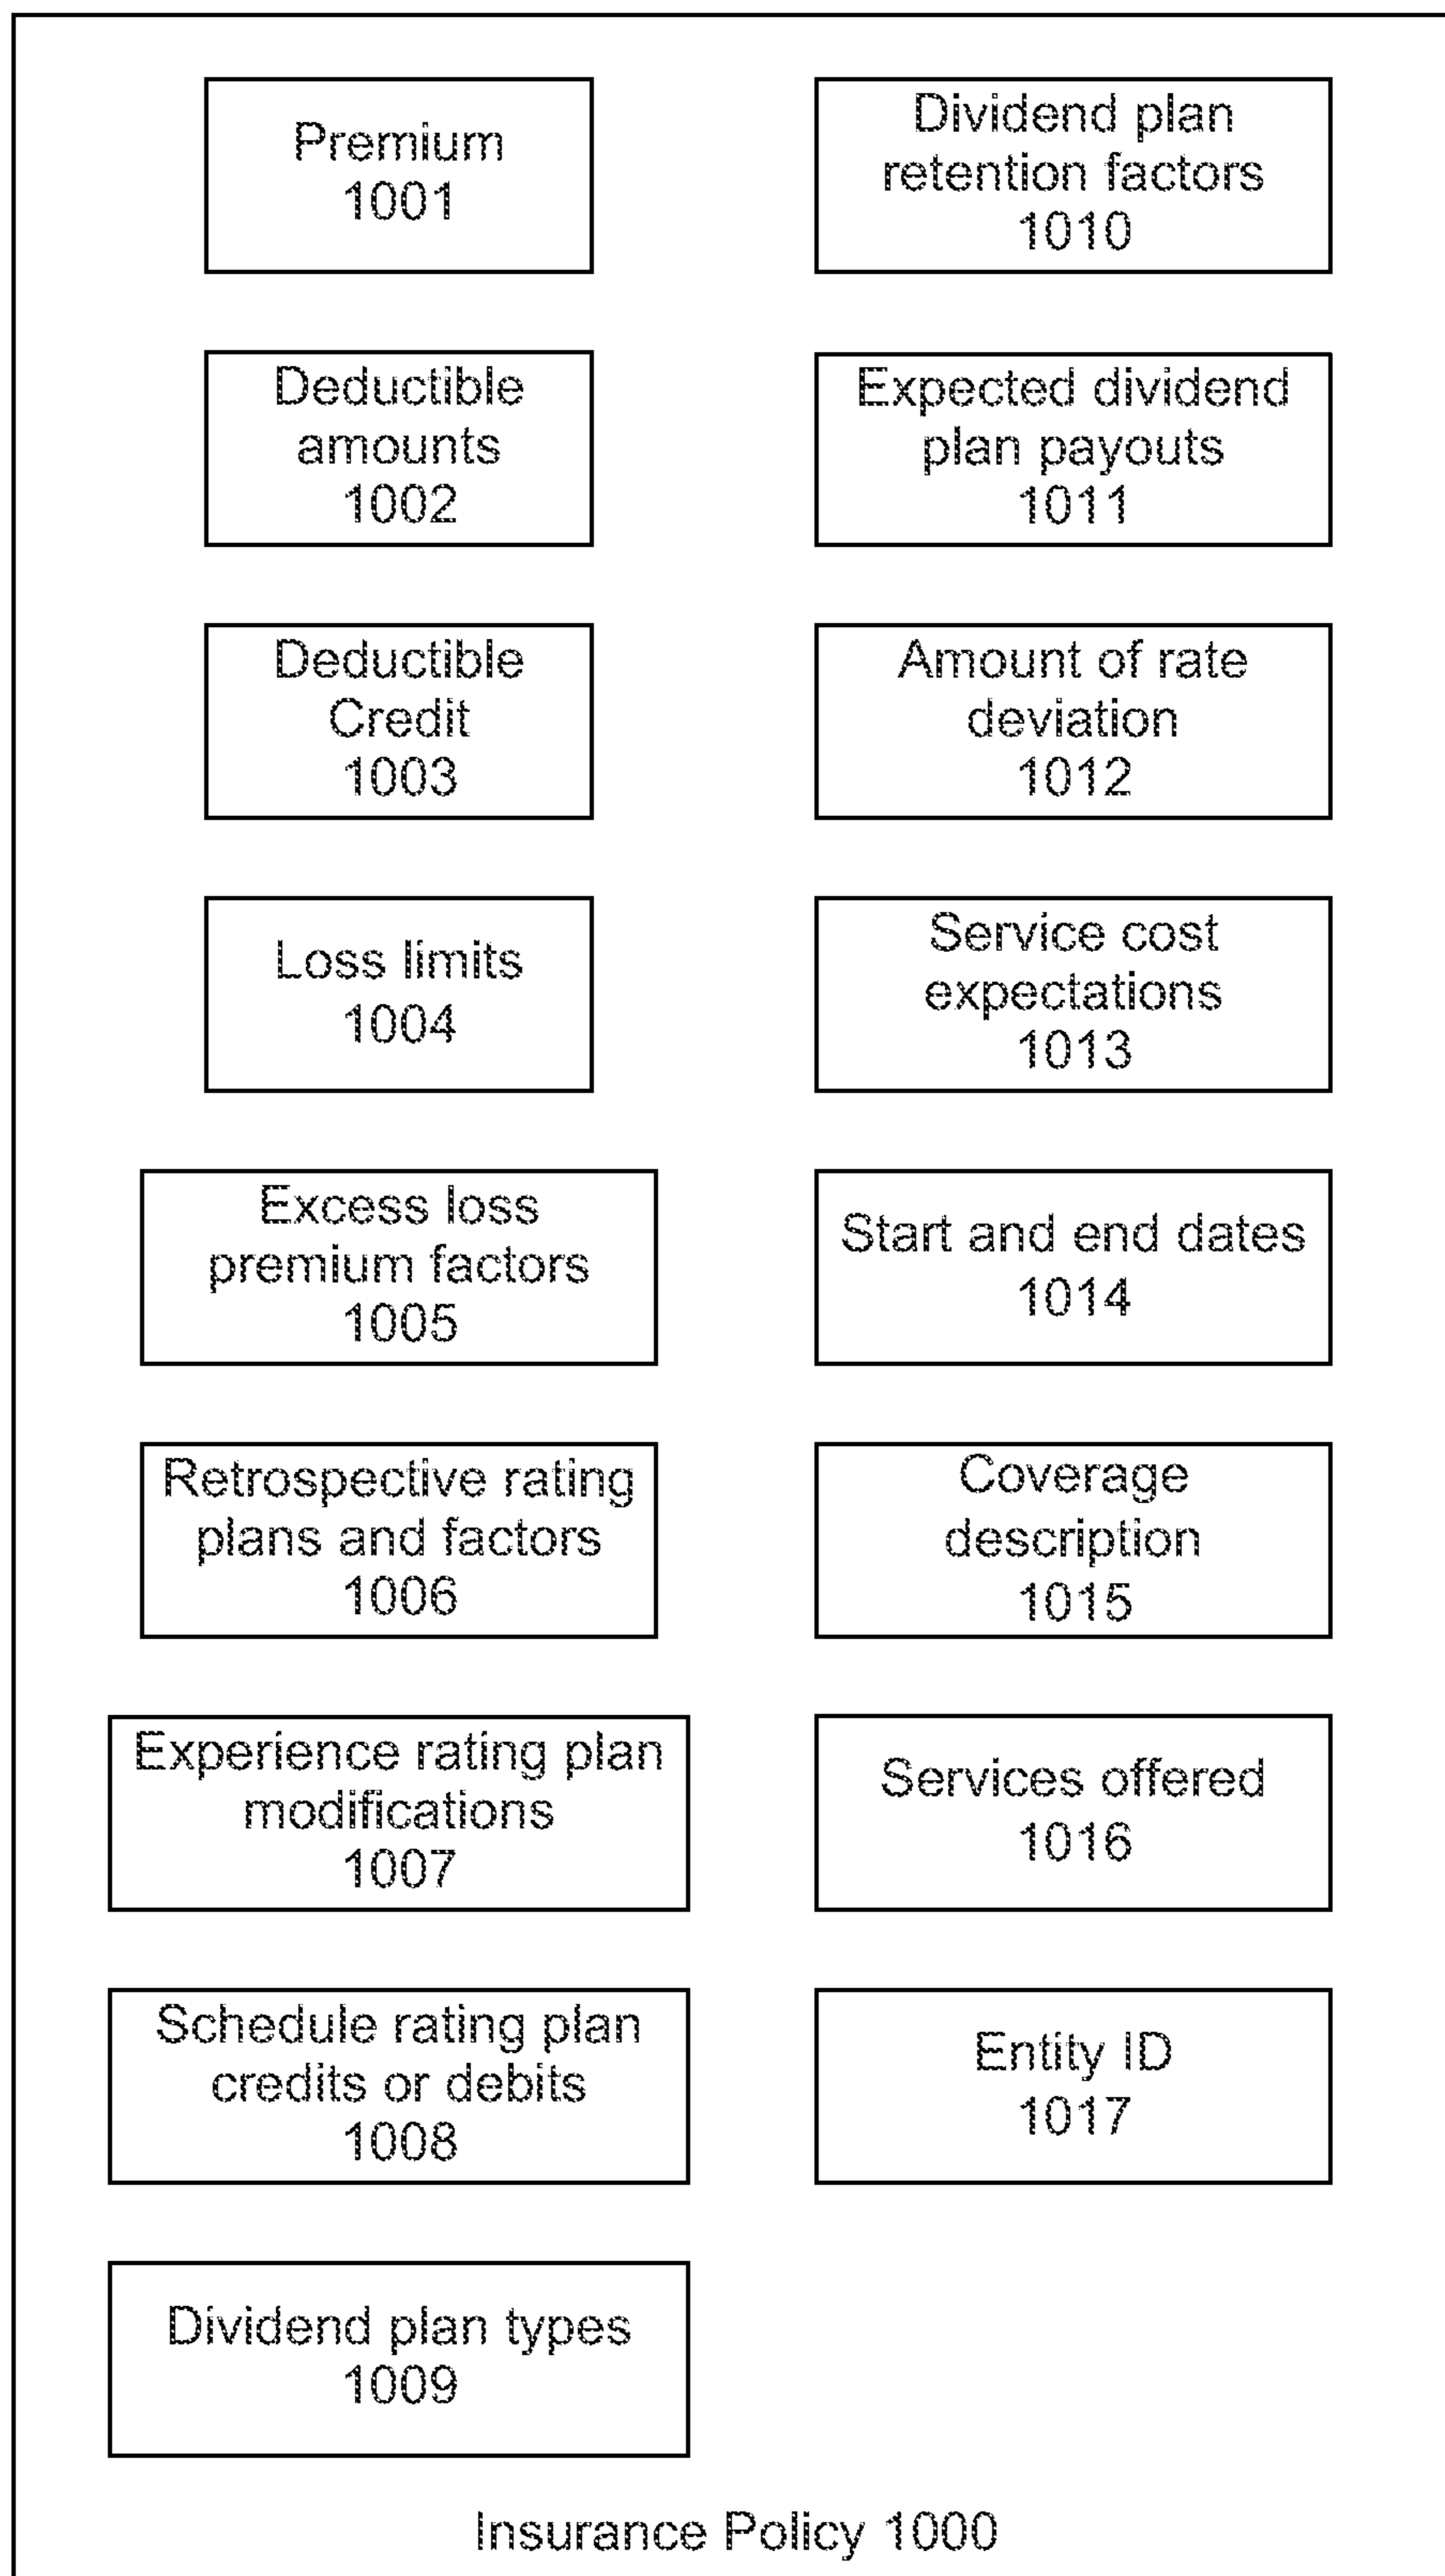 Premium
1001
Deductible
amounts
1002
Deductible
Credit
1003
Loss limits
1004
Excess loss
premium factors
1005
Retrospective rating
plans and factors
1006
Experience rating plan
modifications
1007
Schedule rating plan
credits or debits
1008
Dividend plan types
1009
Dividend plan
retention factors
1010
Expected dividend
plan payouts
1011
Amount of rate
deviation
1012
Service cost
expectations
1013
Start and end dates
1014
Coverage
description
1015
Services offered
1016
Entity ID
1017
Insurance Policy 1000